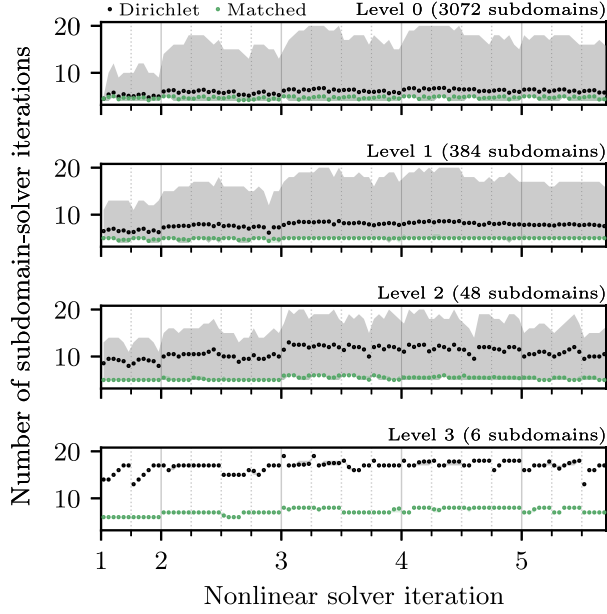 Dirichlet Matched Level 0 (3072 subdomains)
20
10
Level 1 (384 subdomains)
20
10
Level 2 (48 subdomains)
20
10
Level 3 (6 subdomains)
20
10
1 2 3 4 5
Nonlinear solver iteration
Number of subdomain-solver iterations